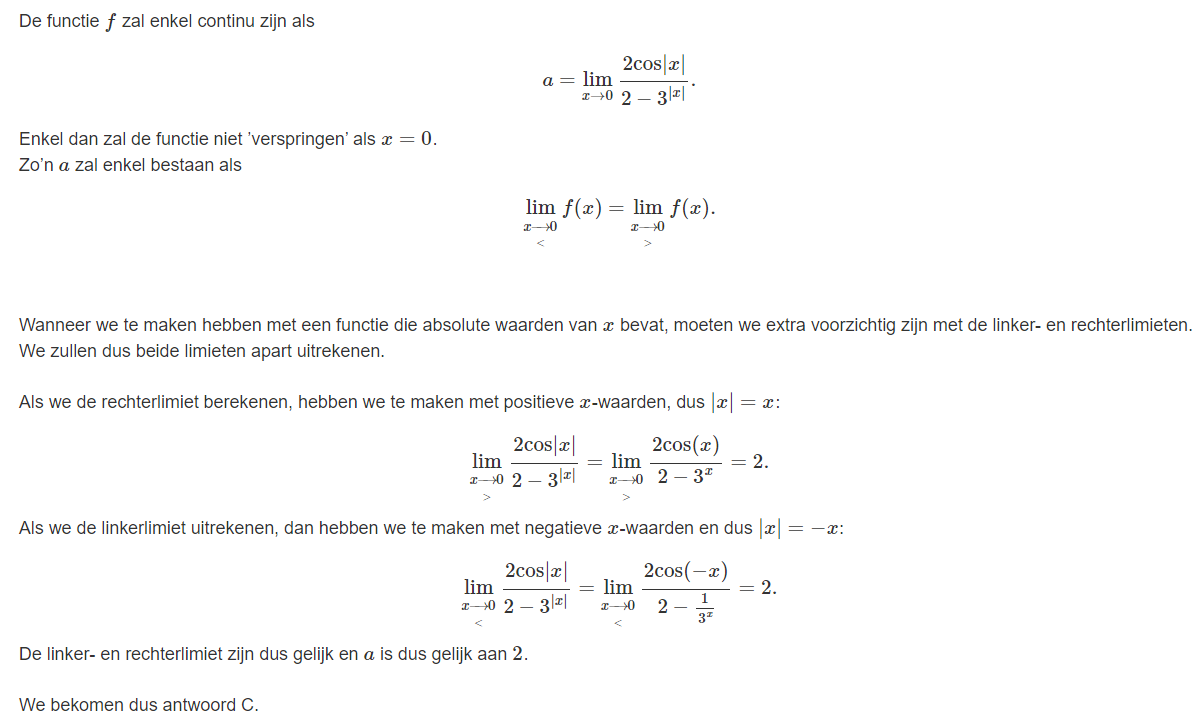 De functie $f$ zal enkel continu zijn als
$$a = \lim_{x \to 0} \frac{2\cos|x|}{2 - 3^{|x|}}.$$
Enkel dan zal de functie niet 'verspringen' als $x = 0$.
Zo'n $a$ zal enkel bestaan als
$$\lim_{\underset{<}{x \to 0}} f(x) = \lim_{\underset{>}{x \to 0}} f(x).$$
Wanneer we te maken hebben met een functie die absolute waarden van $x$ bevat, moeten we extra voorzichtig zijn met de linker- en rechterlimieten.
We zullen dus beide limieten apart uitrekenen.
Als we de rechterlimiet berekenen, hebben we te maken met positieve $x$-waarden, dus $|x| = x$:
$$\lim_{\underset{>}{x \to 0}} \frac{2\cos|x|}{2 - 3^{|x|}} = \lim_{\underset{>}{x \to 0}} \frac{2\cos(x)}{2 - 3^x} = 2.$$
Als we de linkerlimiet uitrekenen, dan hebben we te maken met negatieve $x$-waarden en dus $|x| = -x$:
$$\lim_{\underset{<}{x \to 0}} \frac{2\cos|x|}{2 - 3^{|x|}} = \lim_{\underset{<}{x \to 0}} \frac{2\cos(-x)}{2 - \frac{1}{3^x}} = 2.$$
De linker- en rechterlimiet zijn dus gelijk en $a$ is dus gelijk aan $2$.
We bekomen dus antwoord C.